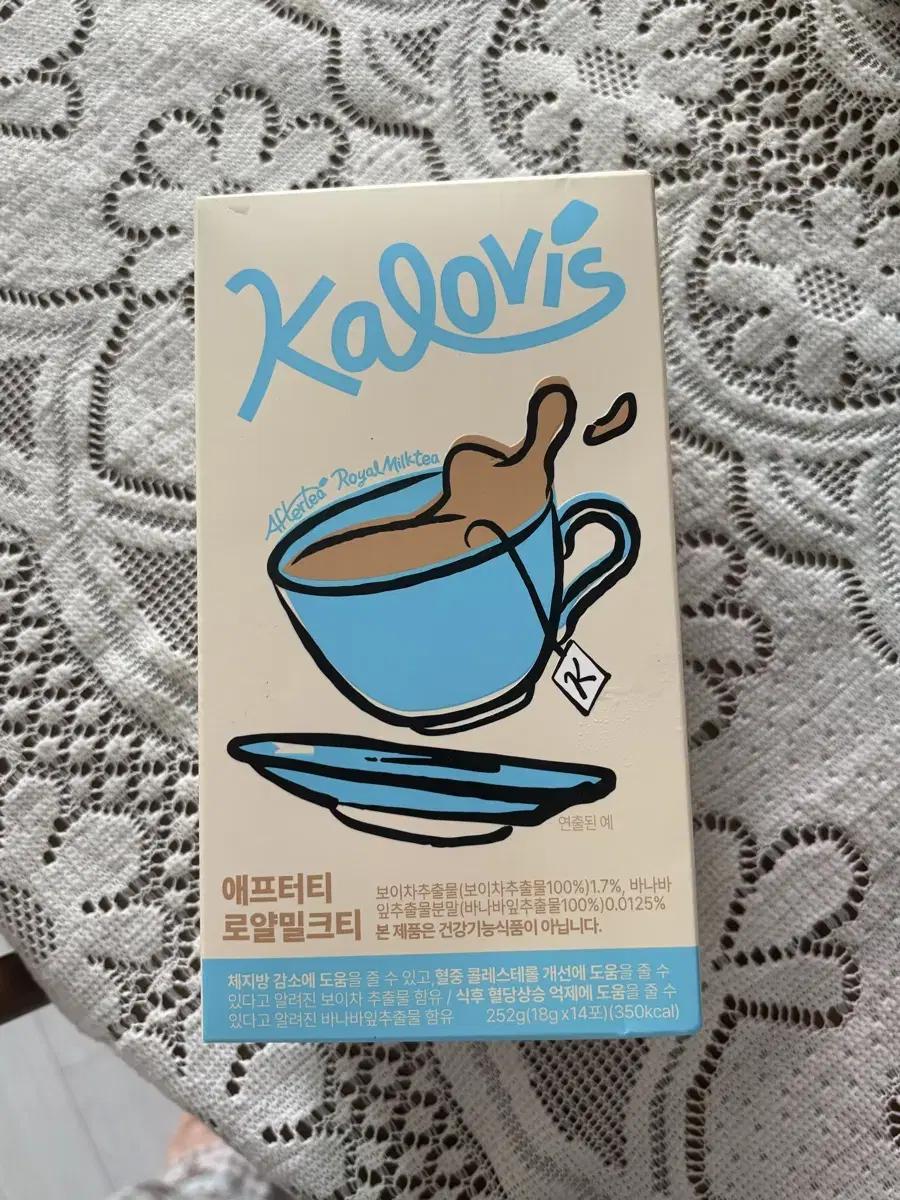 Kalovis
Aftertea Royal Milktea
K
연출된 예
애프터티
로얄밀크티
보이차추출물(보이차추출물100%)1.7%, 바나바
잎추출물분말(바나바잎추출물100%)0.0125%
본 제품은 건강기능식품이 아닙니다.
체지방 감소에 도움을 줄 수 있고, 혈중 콜레스테롤 개선에 도움을 줄 수
있다고 알려진 보이차 추출물 함유 / 식후 혈당상승 억제에 도움을 줄 수
있다고 알려진 바나바잎추출물 함유 252g(18gx14포)(350kcal)